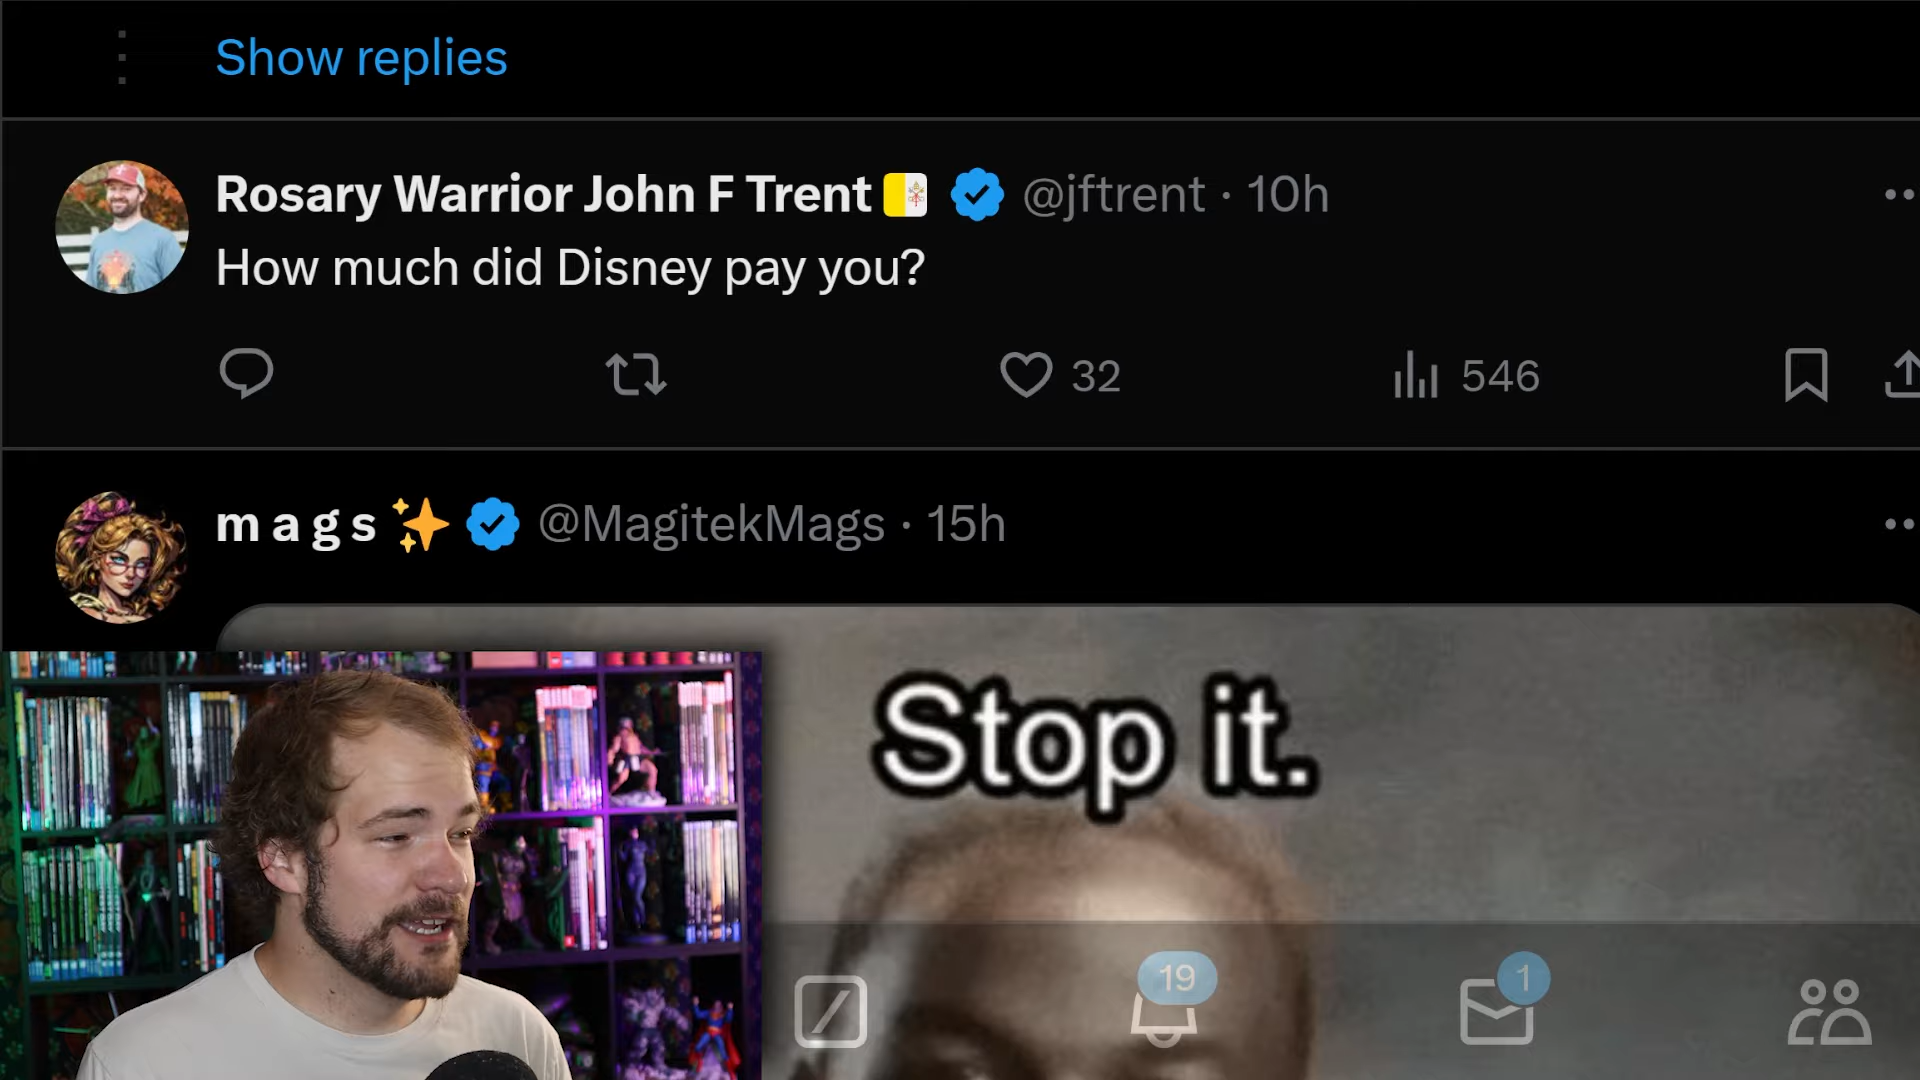 Show replies
Rosary Warrior John F Trent @jftrent · 10h
How much did Disney pay you?
32 546
m a g s @MagitekMags · 15h
Stop it.
19 1